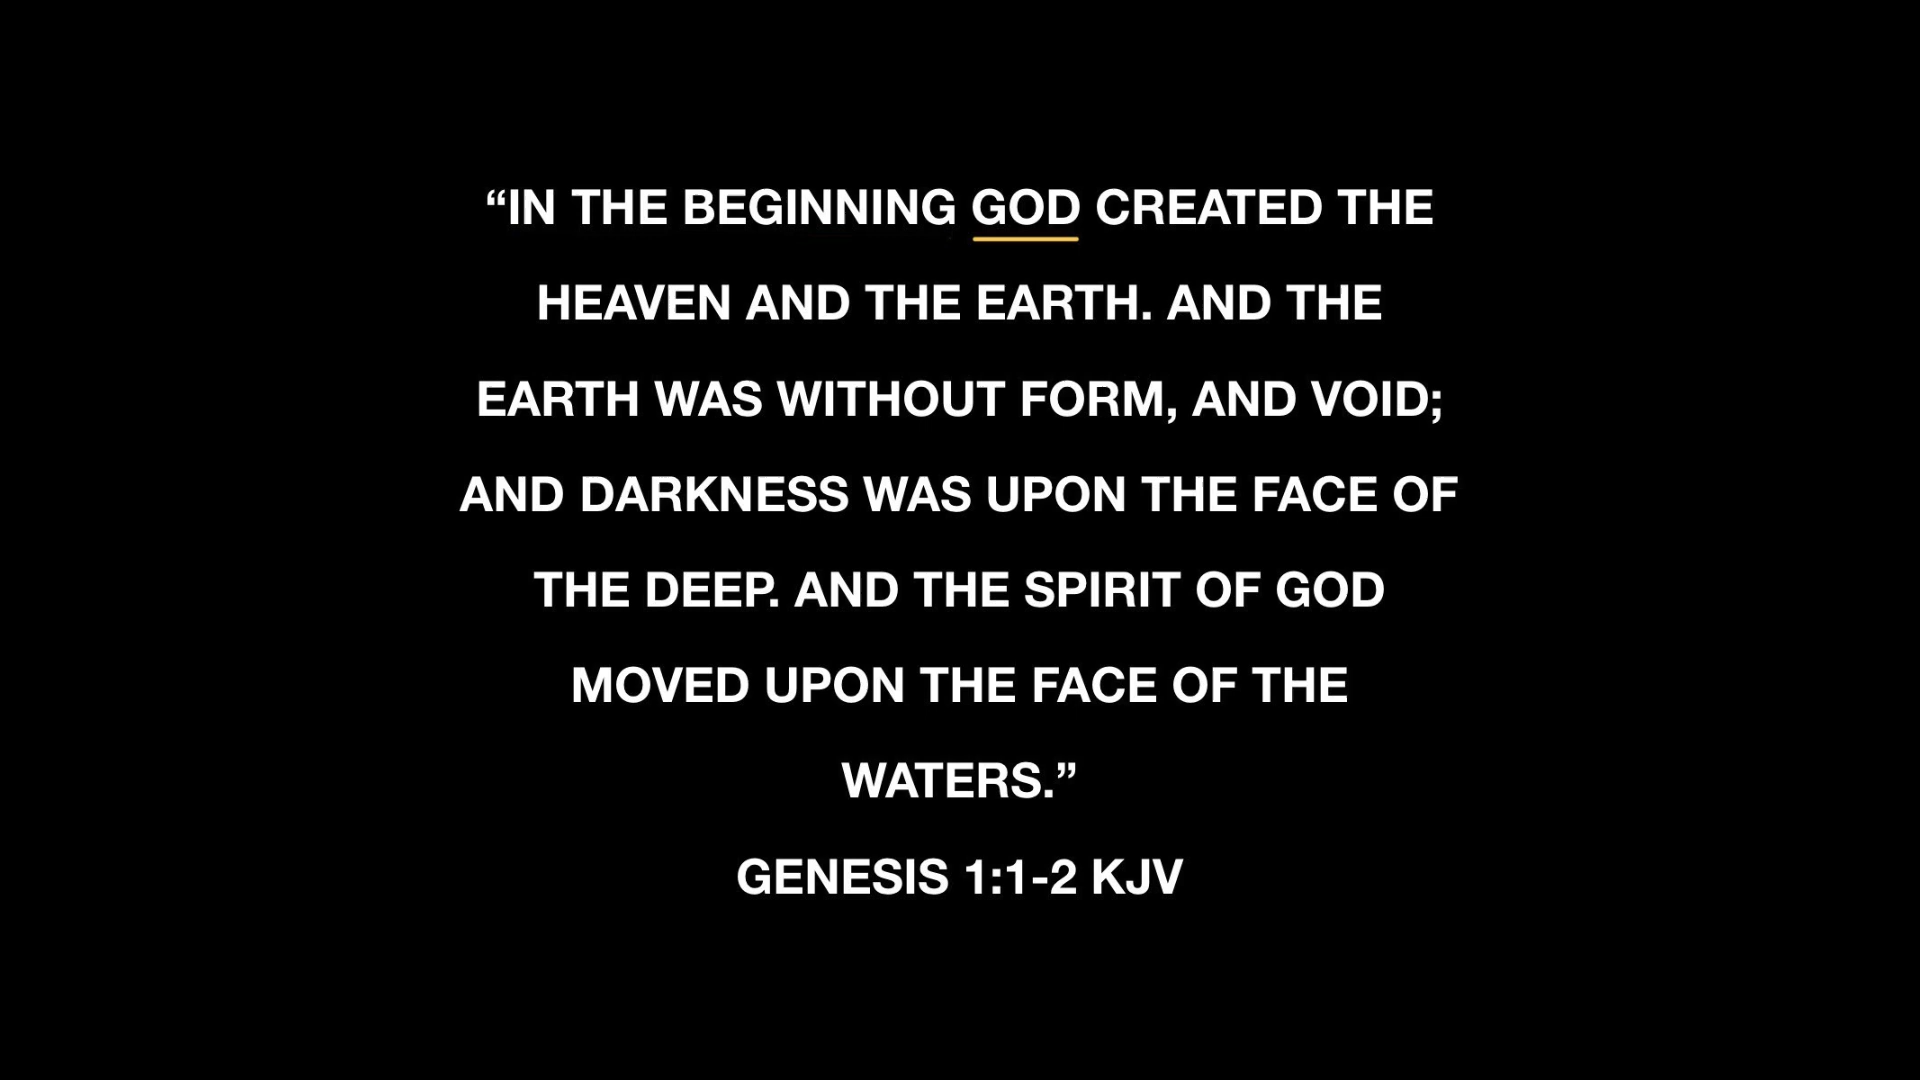 “IN THE BEGINNING GOD CREATED THE
HEAVEN AND THE EARTH. AND THE
EARTH WAS WITHOUT FORM, AND VOID;
AND DARKNESS WAS UPON THE FACE OF
THE DEEP. AND THE SPIRIT OF GOD
MOVED UPON THE FACE OF THE
WATERS.”
GENESIS 1:1-2 KJV